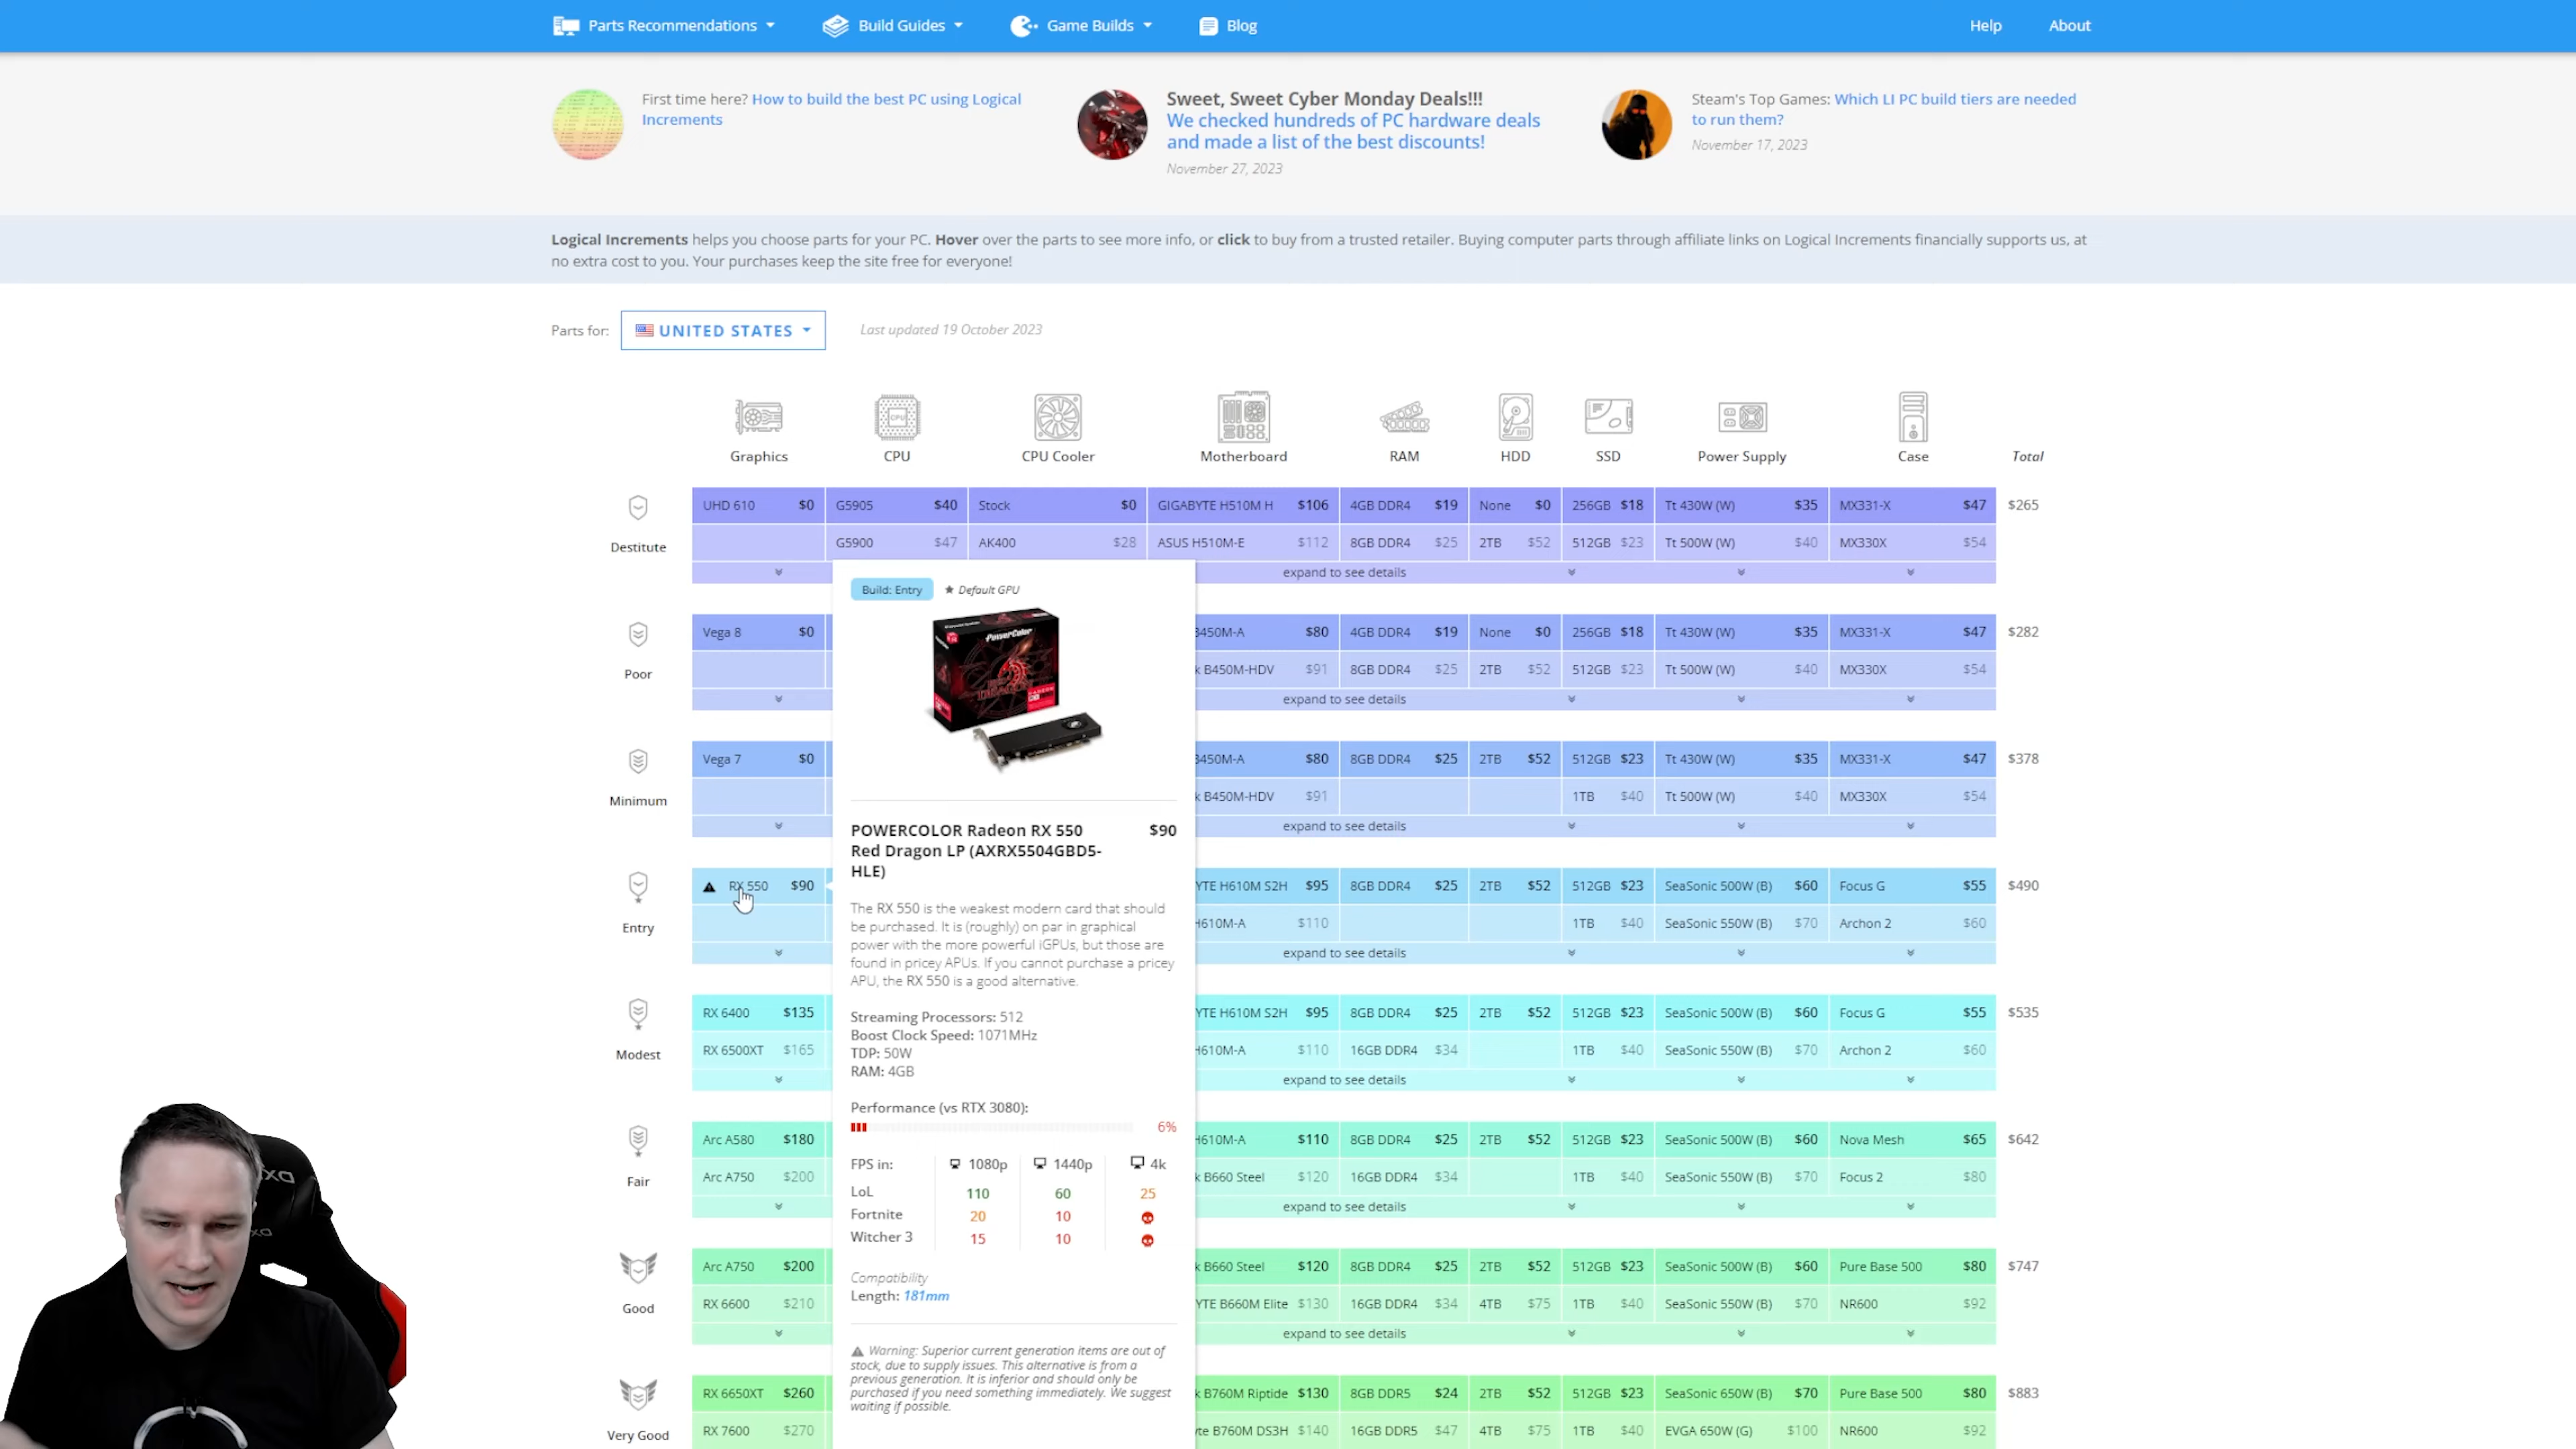 Parts Recommendations Build Guides Game Builds Blog Help About
First time here? How to build the best PC using Logical
Increments
Sweet, Sweet Cyber Monday Deals!!!
We checked hundreds of PC hardware deals
and made a list of the best discounts!
November 27, 2023
Steam's Top Games: Which LI PC build tiers are needed
to run them?
November 17, 2023
Logical Increments helps you choose parts for your PC. Hover over the parts to see more info, or click to buy from a trusted retailer. Buying computer parts through affiliate links on Logical Increments financially supports us, at
no extra cost to you. Your purchases keep the site free for everyone!
Parts for: UNITED STATES Last updated 19 October 2023
Graphics CPU CPU Cooler Motherboard RAM HDD SSD Power Supply Case Total
Destitute
UHD 610 $0 G5905 $40 Stock $0 GIGABYTE H510M H $106 4GB DDR4 $19 None $0 256GB $18 Tt 430W (W) $35 MX331-X $47 $265
G5900 $47 AK400 $28 ASUS H510M-E $112 8GB DDR4 $25 2TB $52 512GB $23 Tt 500W (W) $40 MX330X $54
expand to see details
Poor
Vega 8 $0 B450M-A $80 4GB DDR4 $19 None $0 256GB $18 Tt 430W (W) $35 MX331-X $47 $282
k B450M-HDV $91 8GB DDR4 $25 2TB $52 512GB $23 Tt 500W (W) $40 MX330X $54
expand to see details
Minimum
Vega 7 $0 B450M-A $80 8GB DDR4 $25 2TB $52 512GB $23 Tt 430W (W) $35 MX331-X $47 $378
k B450M-HDV $91 1TB $40 Tt 500W (W) $40 MX330X $54
expand to see details
Entry
RX 550 $90 YTE H610M S2H $95 8GB DDR4 $25 2TB $52 512GB $23 SeaSonic 500W (B) $60 Focus G $55 $490
H610M-A $110 1TB $40 SeaSonic 550W (B) $70 Archon 2 $60
expand to see details
Modest
RX 6400 $135 YTE H610M S2H $95 8GB DDR4 $25 2TB $52 512GB $23 SeaSonic 500W (B) $60 Focus G $55 $535
RX 6500XT $165 H610M-A $110 16GB DDR4 $34 1TB $40 SeaSonic 550W (B) $70 Archon 2 $60
expand to see details
Fair
Arc A580 $180 H610M-A $110 8GB DDR4 $25 2TB $52 512GB $23 SeaSonic 500W (B) $60 Nova Mesh $65 $642
Arc A750 $200 k B660 Steel $120 16GB DDR4 $34 1TB $40 SeaSonic 550W (B) $70 Focus 2 $80
expand to see details
Good
Arc A750 $200 k B660 Steel $120 8GB DDR4 $25 2TB $52 512GB $23 SeaSonic 500W (B) $60 Pure Base 500 $80 $747
RX 6600 $210 YTE B660M Elite $130 16GB DDR4 $34 4TB $75 1TB $40 SeaSonic 550W (B) $70 NR600 $92
expand to see details
Very Good
RX 6650XT $260 k B760M Riptide $130 8GB DDR5 $24 2TB $52 512GB $23 SeaSonic 650W (B) $70 Pure Base 500 $80 $883
RX 7600 $270 yte B760M DS3H $140 16GB DDR5 $47 4TB $75 1TB $40 EVGA 650W (G) $100 NR600 $92
Build: Entry Default GPU
PowerColor
POWERCOLOR Radeon RX 550 $90
Red Dragon LP (AXRX5504GBD5-
HLE)
The RX 550 is the weakest modern card that should
be purchased. It is (roughly) on par in graphical
power with the more powerful iGPUs, but those are
found in pricey APUs. If you cannot purchase a pricey
APU, the RX 550 is a good alternative.
Streaming Processors: 512
Boost Clock Speed: 1071MHz
TDP: 50W
RAM: 4GB
Performance (vs RTX 3080):
6%
FPS in: 1080p 1440p 4k
LoL 110 60 25
Fortnite 20 10
Witcher 3 15 10
Compatibility
Length: 181mm
Warning: Superior current generation items are out of
stock, due to supply issues. This alternative is from a
previous generation. It is inferior and should only be
purchased if you need something immediately. We suggest
waiting if possible.